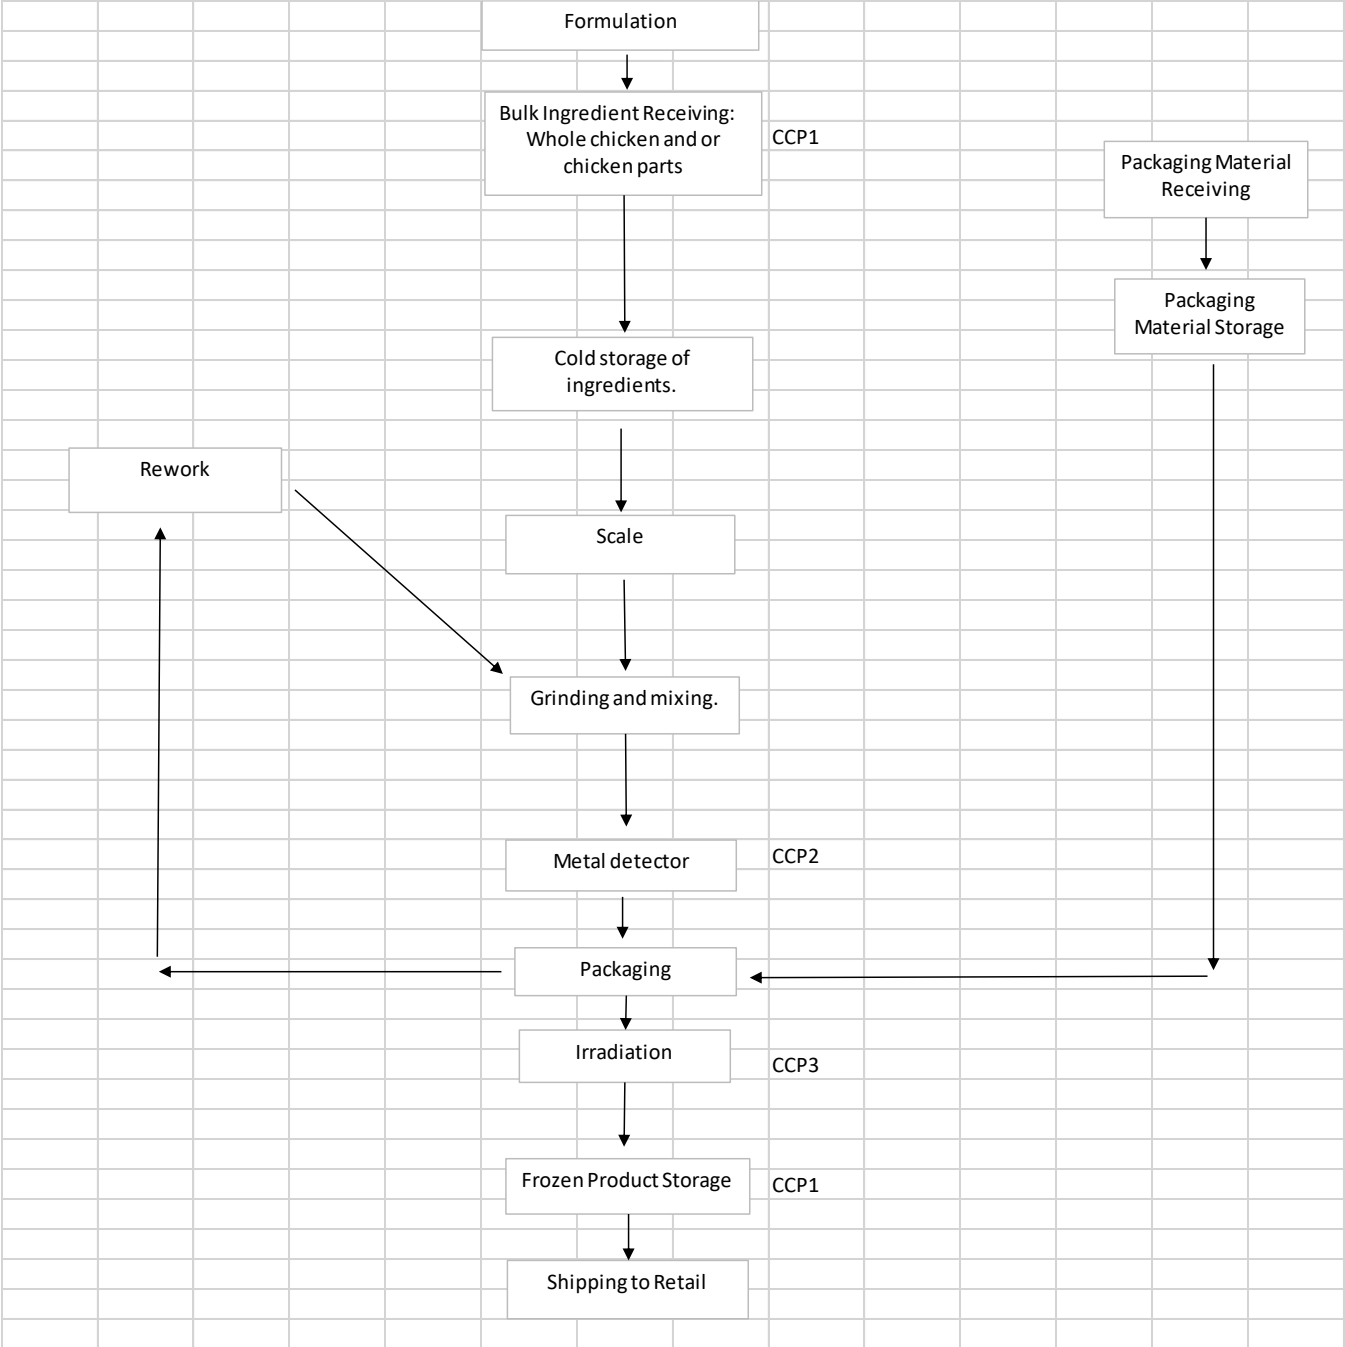 Formulation
Bulk Ingredient Receiving:
Whole chicken and or
chicken parts
CCP1
Packaging Material
Receiving
Packaging
Material Storage
Cold storage of
ingredients.
Rework
Scale
Grinding and mixing.
Metal detector
CCP2
Packaging
Irradiation
CCP3
Frozen Product Storage
CCP1
Shipping to Retail